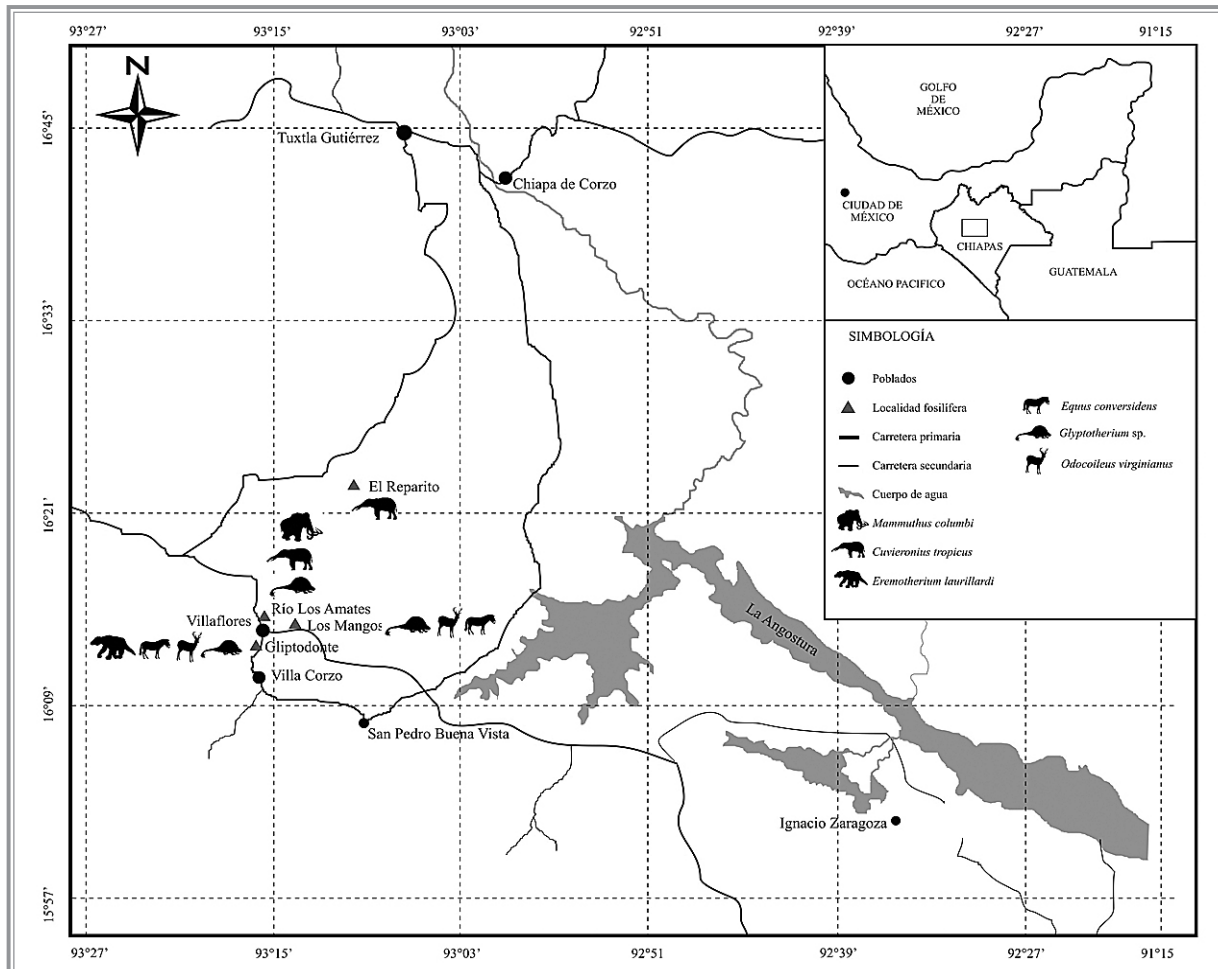 93°27'
93°15'
93°03'
92°51'
92°39'
92°27'
91°15'
N
16°45'
16°33'
16°21'
16°09'
15°57'
Tuxtla Gutiérrez
Chiapa de Corzo
El Reparito
Río Los Amates
Villaflores
Los Mangos
Gliptodonte
Villa Corzo
San Pedro Buena Vista
La Angostura
Ignacio Zaragoza
GOLFO
DE
MÉXICO
CIUDAD DE
MÉXICO
CHIAPAS
GUATEMALA
OCÉANO PACIFICO
SIMBOLOGÍA
Poblados
Localidad fosilífera
Carretera primaria
Carretera secundaria
Cuerpo de agua
Mammuthus columbi
Cuvieronius tropicus
Eremotherium laurillardi
Equus conversidens
Glyptotherium sp.
Odocoileus virginianus
93°27'
93°15'
93°03'
92°51'
92°39'
92°27'
91°15'